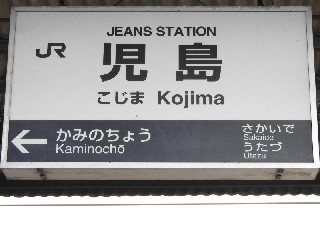 JEANS STATION
JR 児島
こじま Kojima
← かみのちょう
Kaminochō
さかいで
Sakaide
うたづ
Utazu